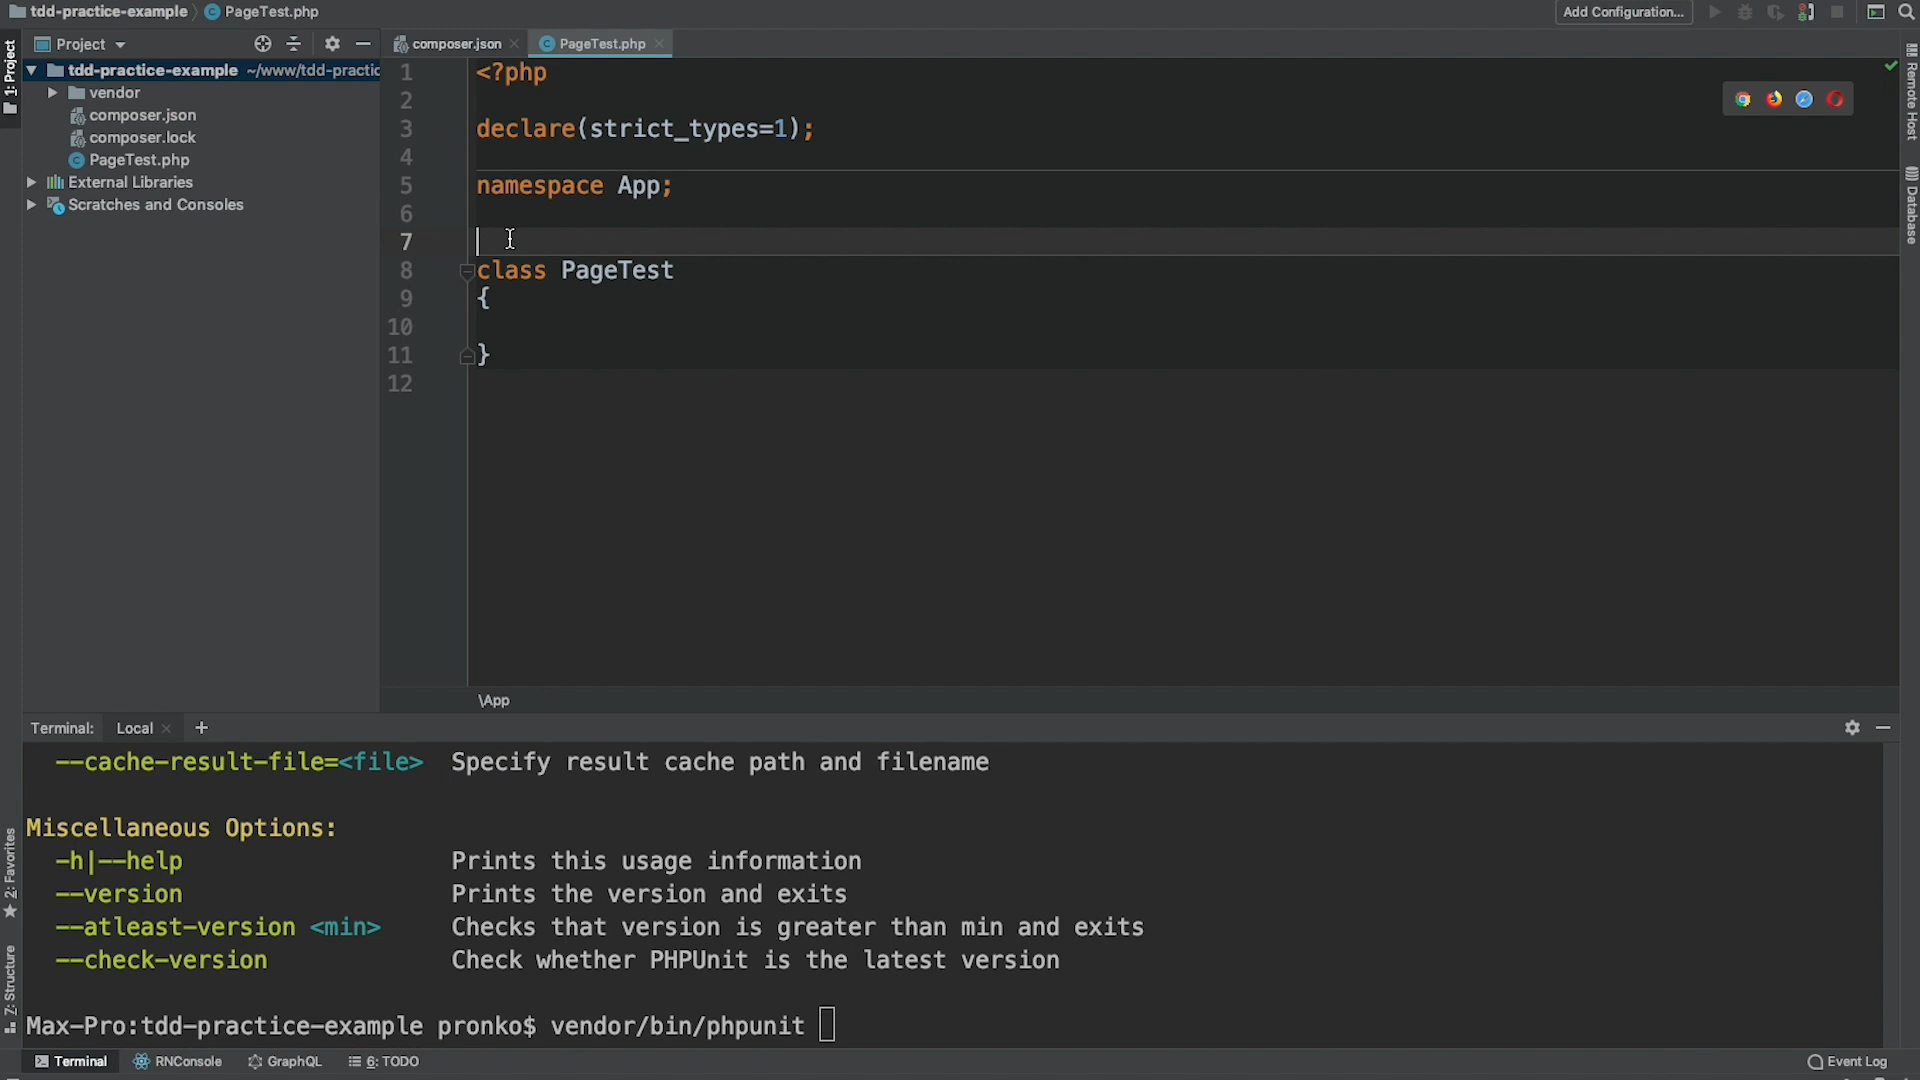 tdd-practice-example PageTest.php
Add Configuration...
1: Project
Project
composer.json PageTest.php
tdd-practice-example ~/www/tdd-practic
vendor
composer.json
composer.lock
PageTest.php
External Libraries
Scratches and Consoles
1 <?php
2
3 declare(strict_types=1);
4
5 namespace App;
6
7
8 class PageTest
9 {
10
11 }
12
\App
Remote Host
Database
Terminal: Local +
--cache-result-file=<file> Specify result cache path and filename
Miscellaneous Options:
-h|--help Prints this usage information
--version Prints the version and exits
--atleast-version <min> Checks that version is greater than min and exits
--check-version Check whether PHPUnit is the latest version
Max-Pro:tdd-practice-example pronko$ vendor/bin/phpunit
2: Favorites
7: Structure
Terminal RNConsole GraphQL 6: TODO Event Log